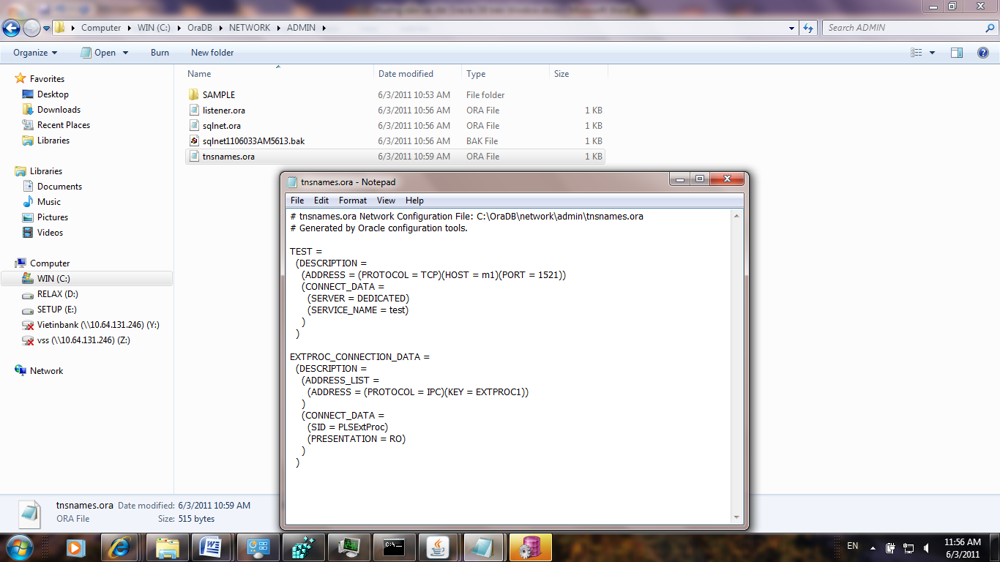 Computer WIN (C:) OraDB NETWORK ADMIN
Search ADMIN
Organize Open Burn New folder
Name Date modified Type Size
Favorites
Desktop
Downloads
Recent Places
Libraries
Libraries
Documents
Music
Pictures
Videos
Computer
WIN (C:)
RELAX (D:)
SETUP (E:)
Vietinbank (\\10.64.131.246) (Y:)
vss (\\10.64.131.246) (Z:)
Network
SAMPLE 6/3/2011 10:53 AM File folder
listener.ora 6/3/2011 10:56 AM ORA File 1 KB
sqlnet.ora 6/3/2011 10:56 AM ORA File 1 KB
sqlnet1106033AM5613.bak 6/3/2011 10:56 AM BAK File 1 KB
tnsnames.ora 6/3/2011 10:59 AM ORA File 1 KB
tnsnames.ora - Notepad
File Edit Format View Help
# tnsnames.ora Network Configuration File: C:\OraDB\network\admin\tnsnames.ora
# Generated by Oracle configuration tools.
TEST =
(DESCRIPTION =
(ADDRESS = (PROTOCOL = TCP)(HOST = m1)(PORT = 1521))
(CONNECT_DATA =
(SERVER = DEDICATED)
(SERVICE_NAME = test)
)
)
EXTPROC_CONNECTION_DATA =
(DESCRIPTION =
(ADDRESS_LIST =
(ADDRESS = (PROTOCOL = IPC)(KEY = EXTPROC1))
)
(CONNECT_DATA =
(SID = PLSExtProc)
(PRESENTATION = RO)
)
)
tnsnames.ora Date modified: 6/3/2011 10:59 AM
ORA File Size: 515 bytes
EN
11:56 AM
6/3/2011